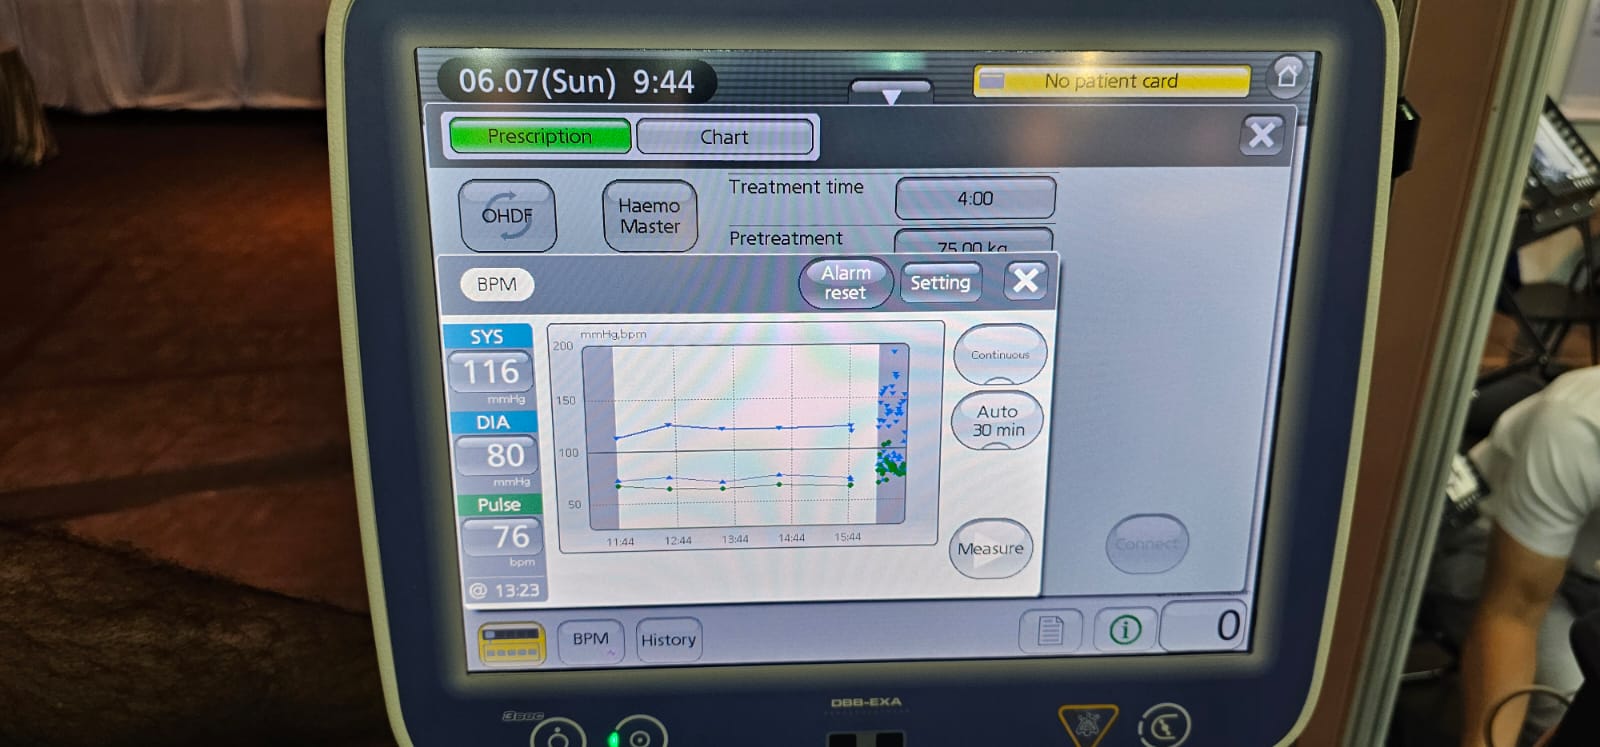 06.07(Sun) 9:44
No patient card
Prescription
Chart
OHDF
Haemo
Master
Treatment time
4:00
Pretreatment
75.00 kg
BPM
Alarm
reset
Setting
SYS
116
mmHg
DIA
80
mmHg
Pulse
76
bpm
@ 13:23
mmHg,bpm
200
150
100
50
11:44 12:44 13:44 14:44 15:44
Continuous
Auto
30 min
Measure
Connect
BPM
History
0
DBB-EXA